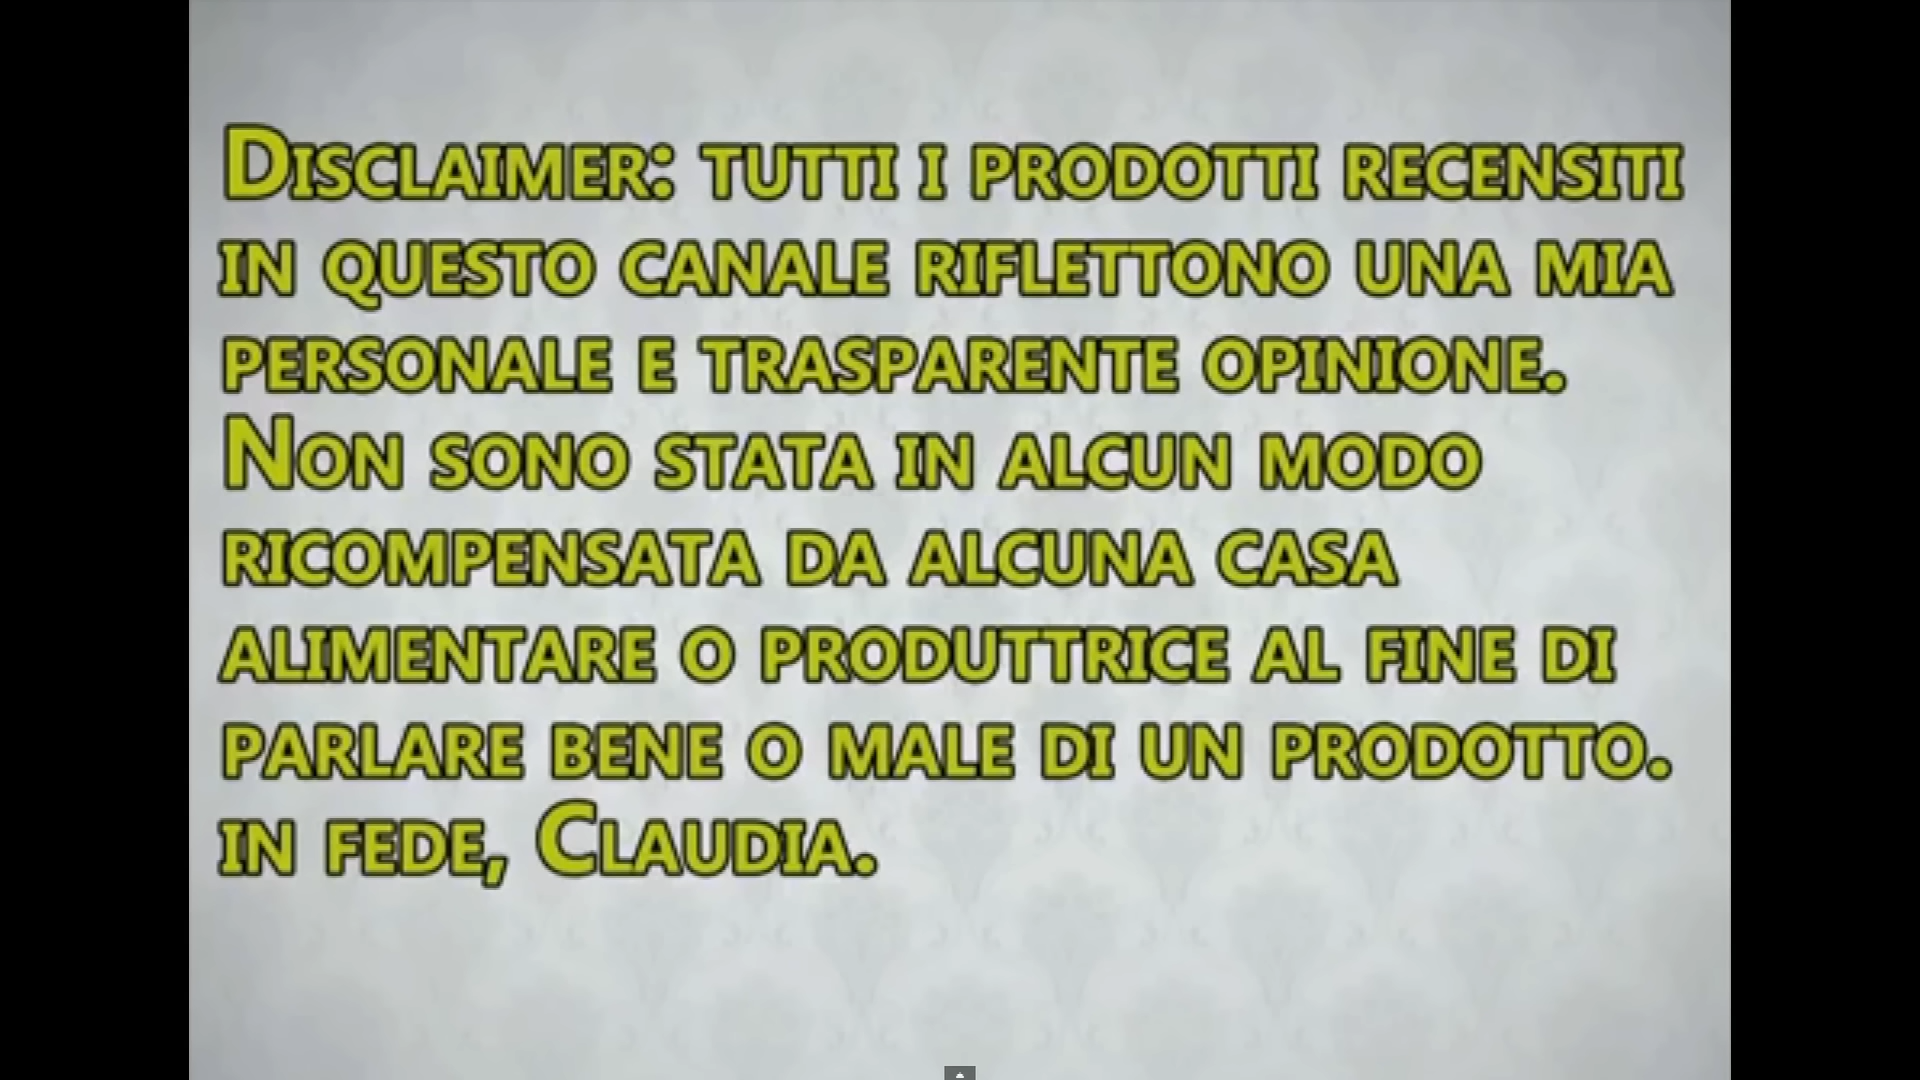 Disclaimer: tutti i prodotti recensiti
in questo canale riflettono una mia
personale e trasparente opinione.
Non sono stata in alcun modo
ricompensata da alcuna casa
alimentare o produttrice al fine di
parlare bene o male di un prodotto.
in fede, Claudia.